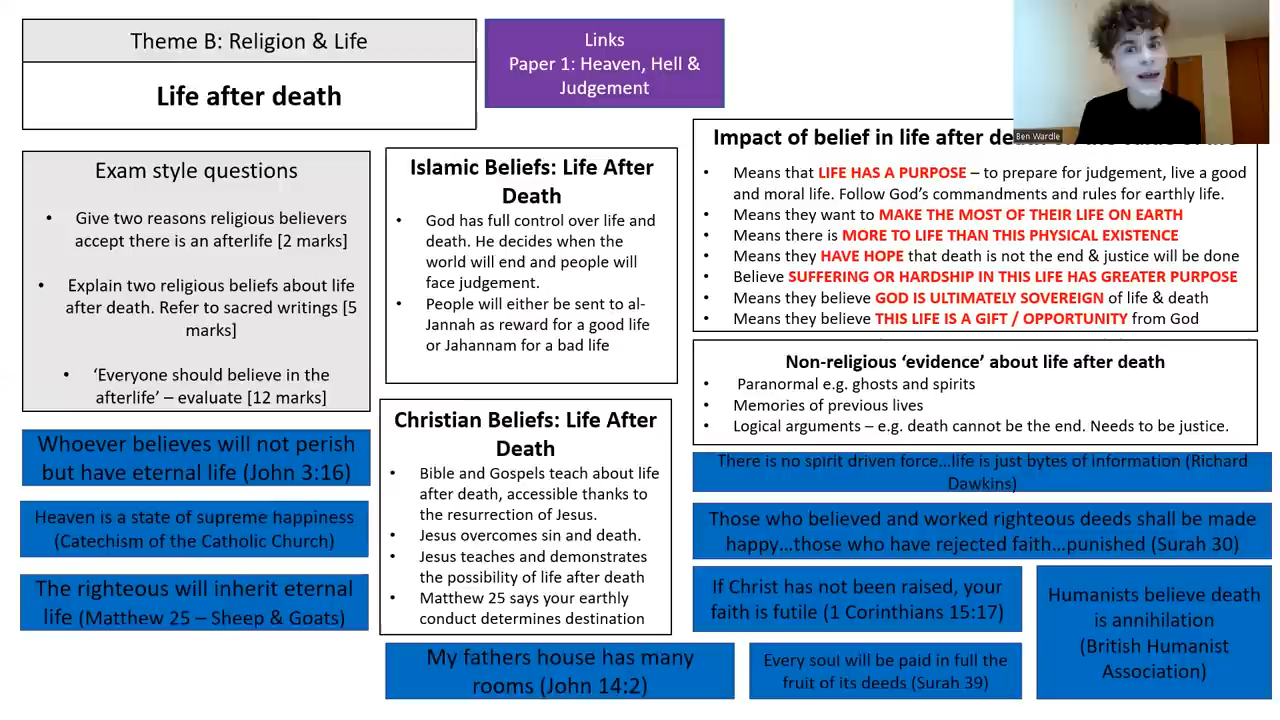 Theme B: Religion & Life
Life after death
Links
Paper 1: Heaven, Hell &
Judgement
Ben Wardle
Exam style questions
• Give two reasons religious believers
accept there is an afterlife [2 marks]
• Explain two religious beliefs about life
after death. Refer to sacred writings [5
marks]
• ‘Everyone should believe in the
afterlife’ – evaluate [12 marks]
Whoever believes will not perish
but have eternal life (John 3:16)
Heaven is a state of supreme happiness
(Catechism of the Catholic Church)
The righteous will inherit eternal
life (Matthew 25 – Sheep & Goats)
Islamic Beliefs: Life After
Death
• God has full control over life and
death. He decides when the
world will end and people will
face judgement.
• People will either be sent to al-
Jannah as reward for a good life
or Jahannam for a bad life
Christian Beliefs: Life After
Death
• Bible and Gospels teach about life
after death, accessible thanks to
the resurrection of Jesus.
• Jesus overcomes sin and death.
• Jesus teaches and demonstrates
the possibility of life after death
• Matthew 25 says your earthly
conduct determines destination
My fathers house has many
rooms (John 14:2)
Impact of belief in life after
• Means that LIFE HAS A PURPOSE – to prepare for judgement, live a good
and moral life. Follow God’s commandments and rules for earthly life.
• Means they want to MAKE THE MOST OF THEIR LIFE ON EARTH
• Means there is MORE TO LIFE THAN THIS PHYSICAL EXISTENCE
• Means they HAVE HOPE that death is not the end & justice will be done
• Believe SUFFERING OR HARDSHIP IN THIS LIFE HAS GREATER PURPOSE
• Means they believe GOD IS ULTIMATELY SOVEREIGN of life & death
• Means they believe THIS LIFE IS A GIFT / OPPORTUNITY from God
Non-religious ‘evidence’ about life after death
• Paranormal e.g. ghosts and spirits
• Memories of previous lives
• Logical arguments – e.g. death cannot be the end. Needs to be justice.
There is no spirit driven force…life is just bytes of information (Richard
Dawkins)
Those who believed and worked righteous deeds shall be made
happy…those who have rejected faith…punished (Surah 30)
If Christ has not been raised, your
faith is futile (1 Corinthians 15:17)
Every soul will be paid in full the
fruit of its deeds (Surah 39)
Humanists believe death
is annihilation
(British Humanist
Association)